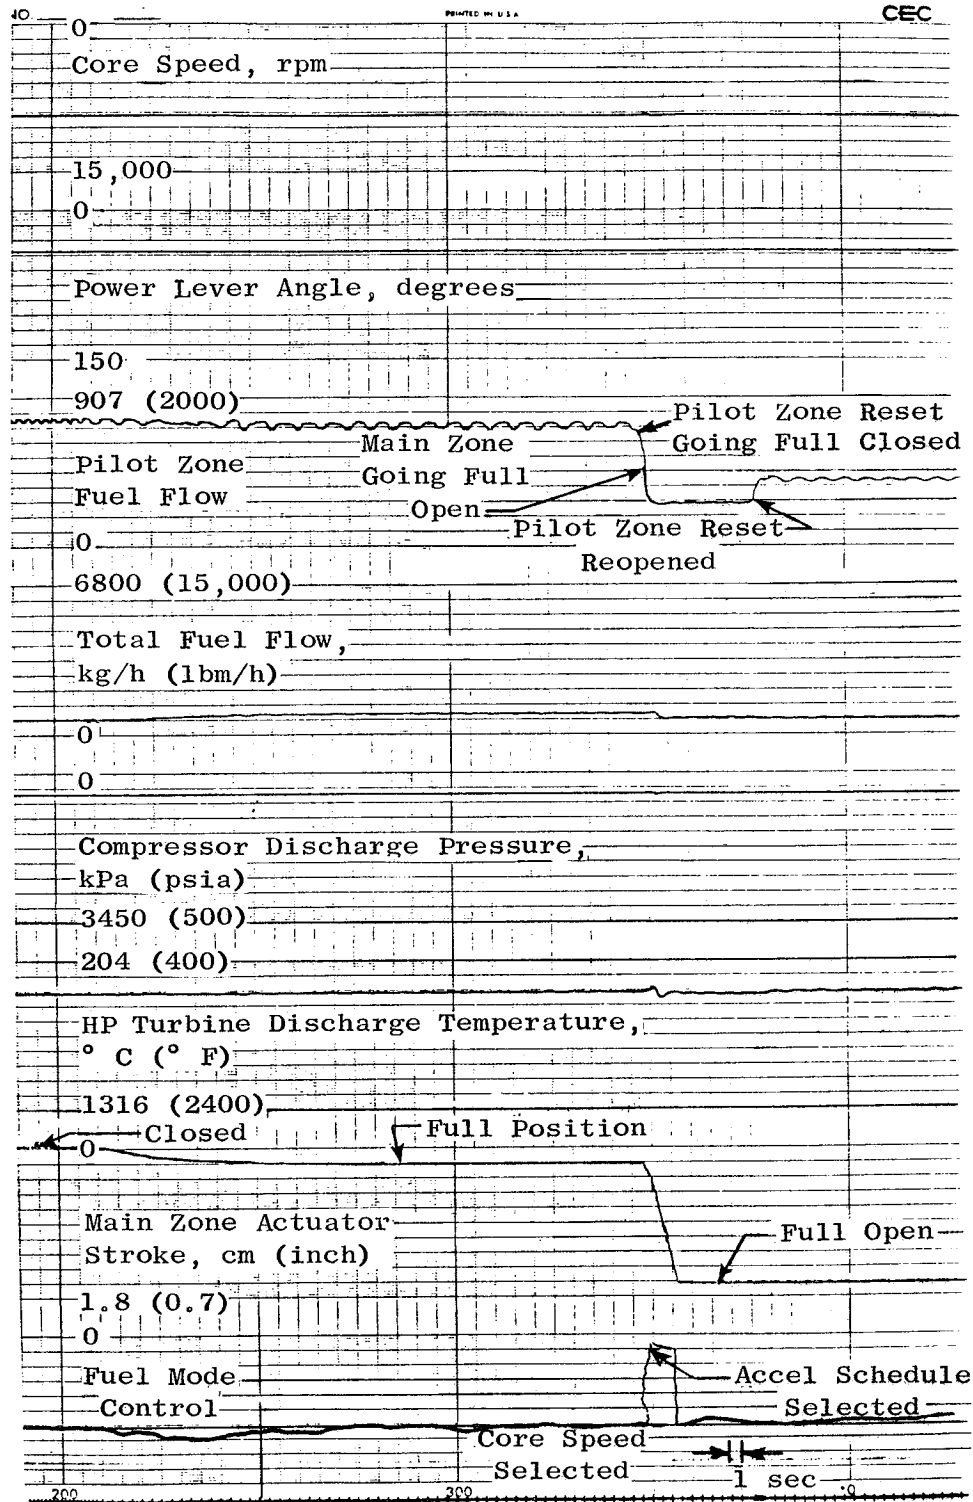 PRINTED IN U S A
CEC
0
Core Speed, rpm
15,000
0
Power Lever Angle, degrees
150
907 (2000)
Pilot Zone Reset
Going Full Closed
Main Zone
Going Full
Open
Pilot Zone
Fuel Flow
Pilot Zone Reset
Reopened
0
6800 (15,000)
Total Fuel Flow,
kg/h (lbm/h)
0
0
Compressor Discharge Pressure,
kPa (psia)
3450 (500)
204 (400)
HP Turbine Discharge Temperature,
° C (° F)
1316 (2400)
Closed
Full Position
0
Main Zone Actuator
Stroke, cm (inch)
Full Open
1.8 (0.7)
0
Fuel Mode
Control
Accel Schedule
Selected
Core Speed
Selected
1 sec
200
300